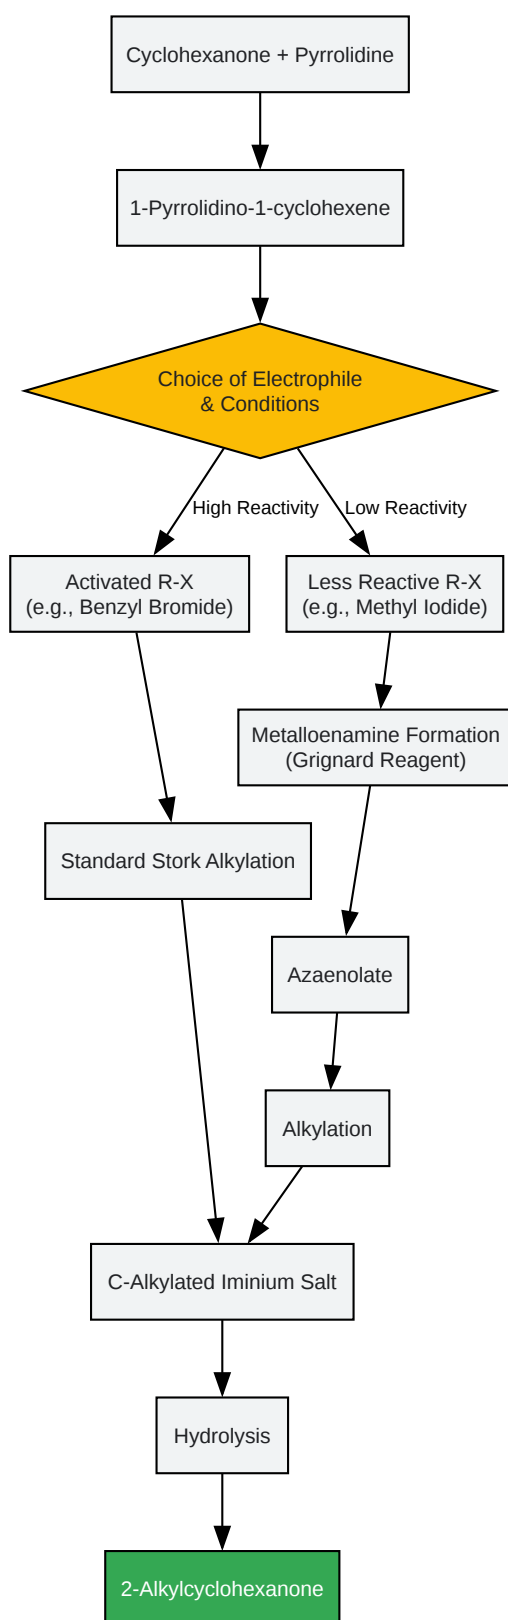 Cyclohexanone + Pyrrolidine
1-Pyrrolidino-1-cyclohexene
Choice of Electrophile
& Conditions
High Reactivity
Low Reactivity
Activated R-X
(e.g., Benzyl Bromide)
Less Reactive R-X
(e.g., Methyl Iodide)
Metalloenamine Formation
(Grignard Reagent)
Standard Stork Alkylation
Azaenolate
Alkylation
C-Alkylated Iminium Salt
Hydrolysis
2-Alkylcyclohexanone